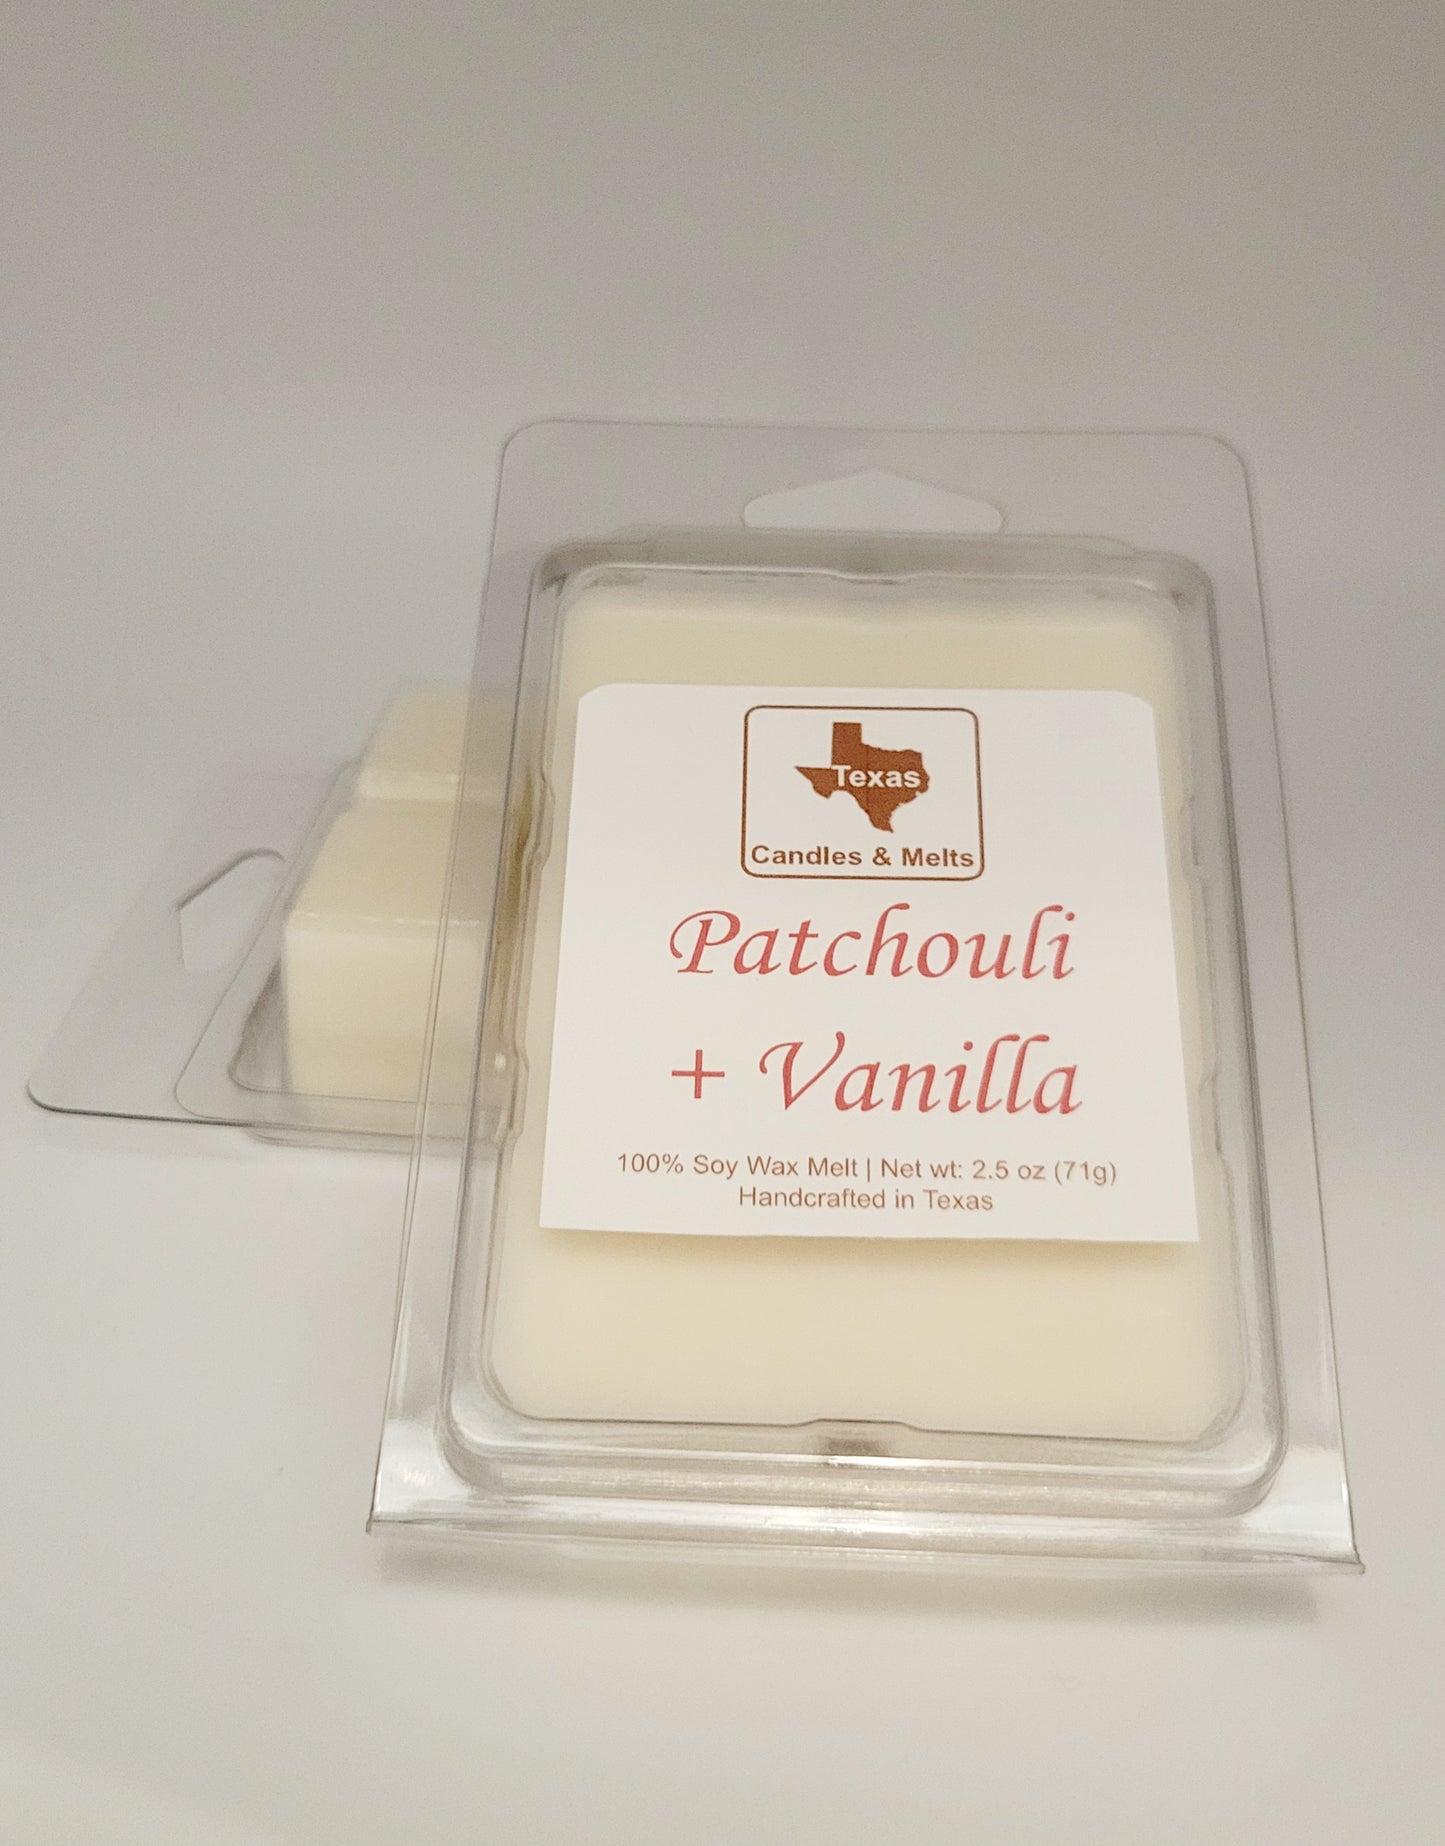 Texas
Candles & Melts
Patchouli
+ Vanilla
100% Soy Wax Melt | Net wt: 2.5 oz (71g)
Handcrafted in Texas